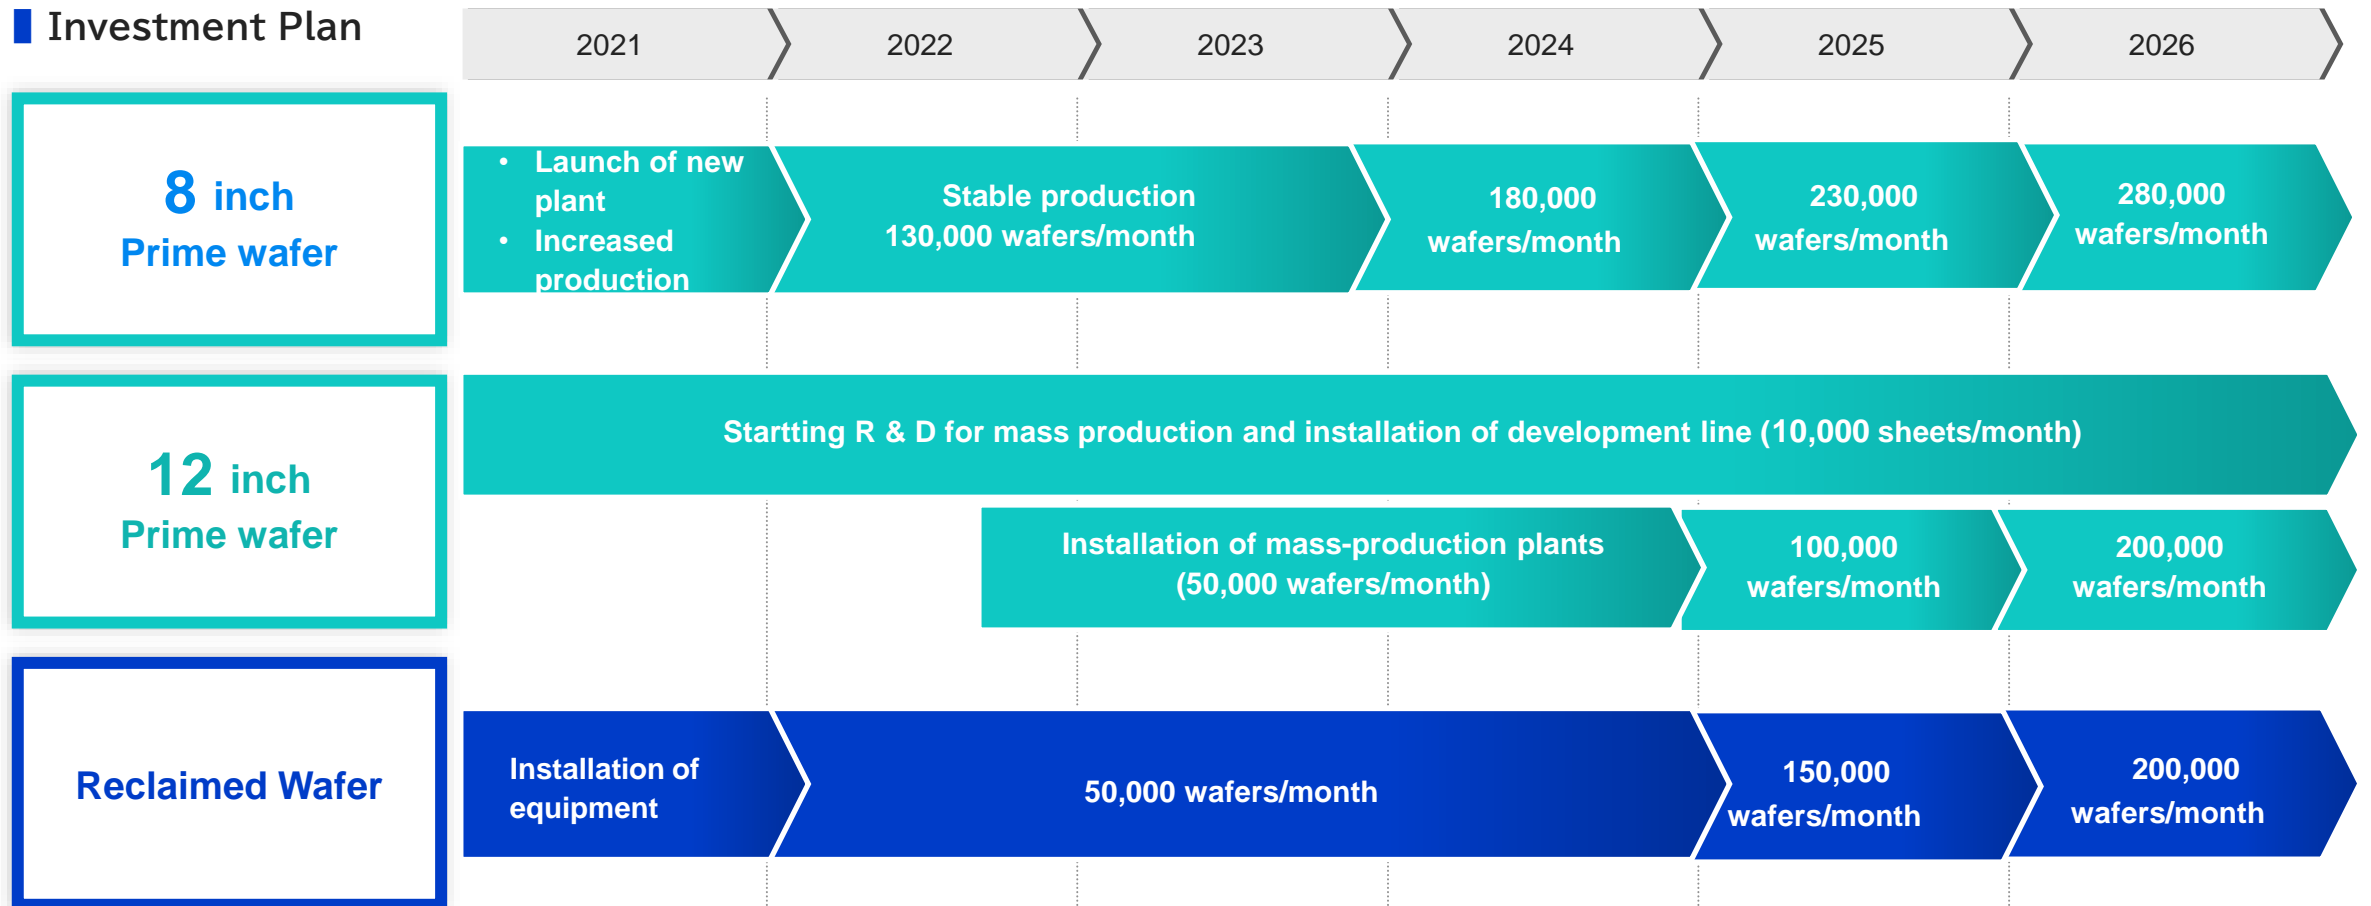 Investment Plan
2021
2022
2023
2024
2025
2026
8 inch
Prime wafer
• Launch of new
plant
• Increased
production
Stable production
130,000 wafers/month
180,000
wafers/month
230,000
wafers/month
280,000
wafers/month
12 inch
Prime wafer
Startting R & D for mass production and installation of development line (10,000 sheets/month)
Installation of mass-production plants
(50,000 wafers/month)
100,000
wafers/month
200,000
wafers/month
Reclaimed Wafer
Installation of
equipment
50,000 wafers/month
150,000
wafers/month
200,000
wafers/month